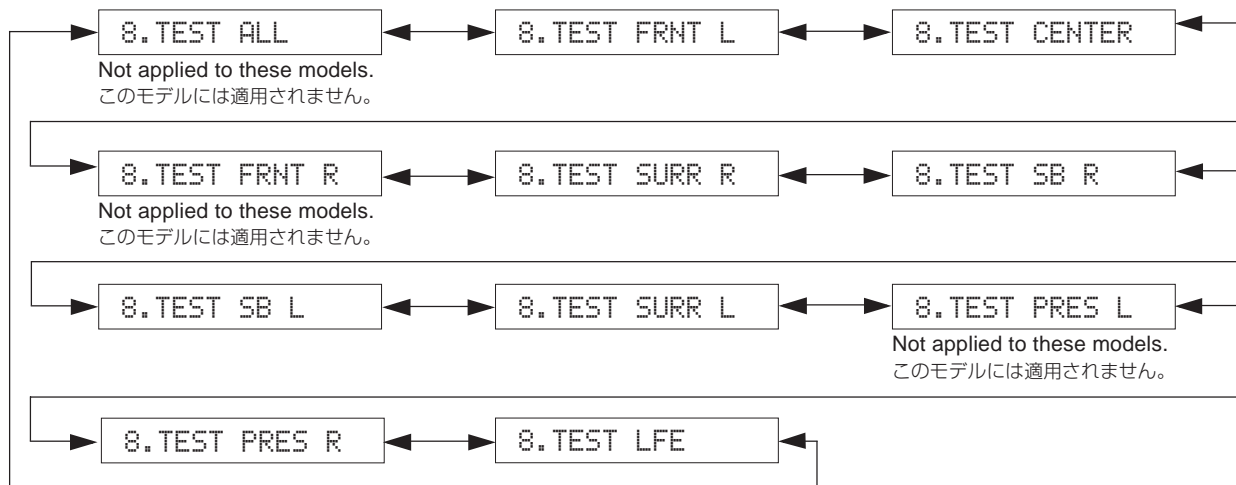 8.TEST ALL
8.TEST FRNT L
8.TEST CENTER
Not applied to these models.
このモデルには適用されません。
8.TEST FRNT R
8.TEST SURR R
8.TEST SB R
Not applied to these models.
このモデルには適用されません。
8.TEST SB L
8.TEST SURR L
8.TEST PRES L
Not applied to these models.
このモデルには適用されません。
8.TEST PRES R
8.TEST LFE